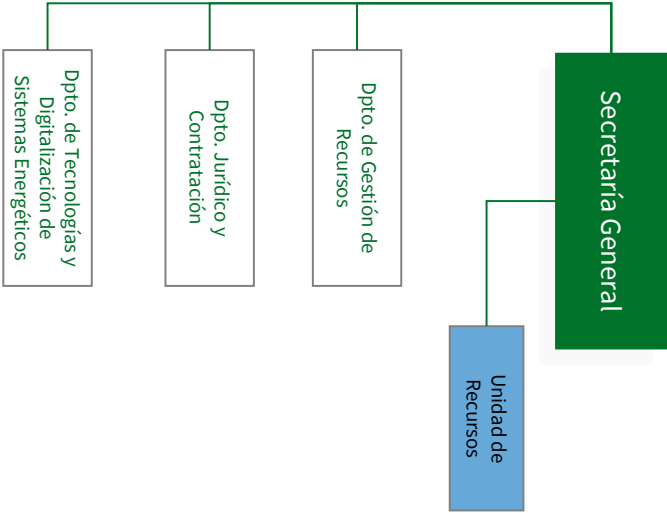 Secretaría General
Unidad de
Recursos
Dpto. de Gestión de
Recursos
Dpto. Jurídico y
Contratación
Dpto. de Tecnologías y
Digitalización de
Sistemas Energéticos